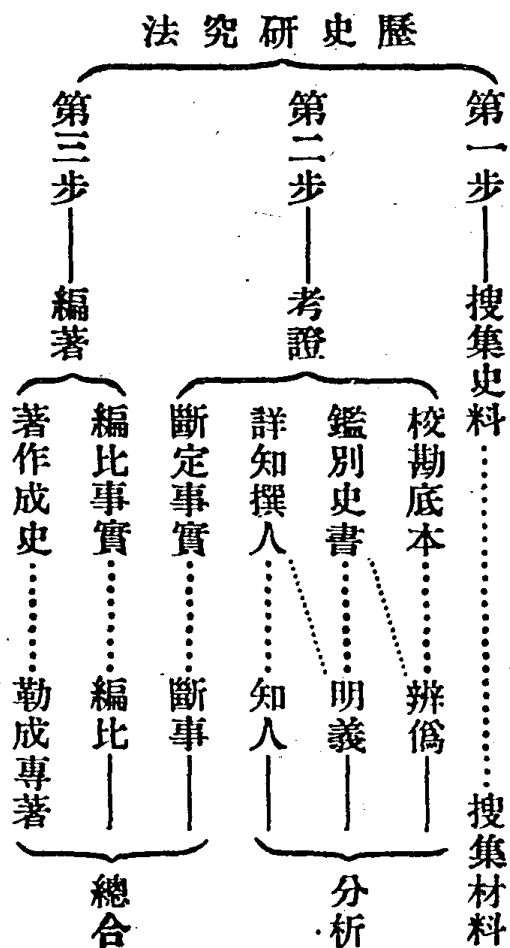 歷史研究法
第一步
搜集史料
搜集材料
第二步
考證
校勘底本
辨僞
鑑別史書
明義
詳知撰人
知人
分析
斷定事實
斷事
第三步
編著
編比事實
編比
著作成史
勒成專著
總合